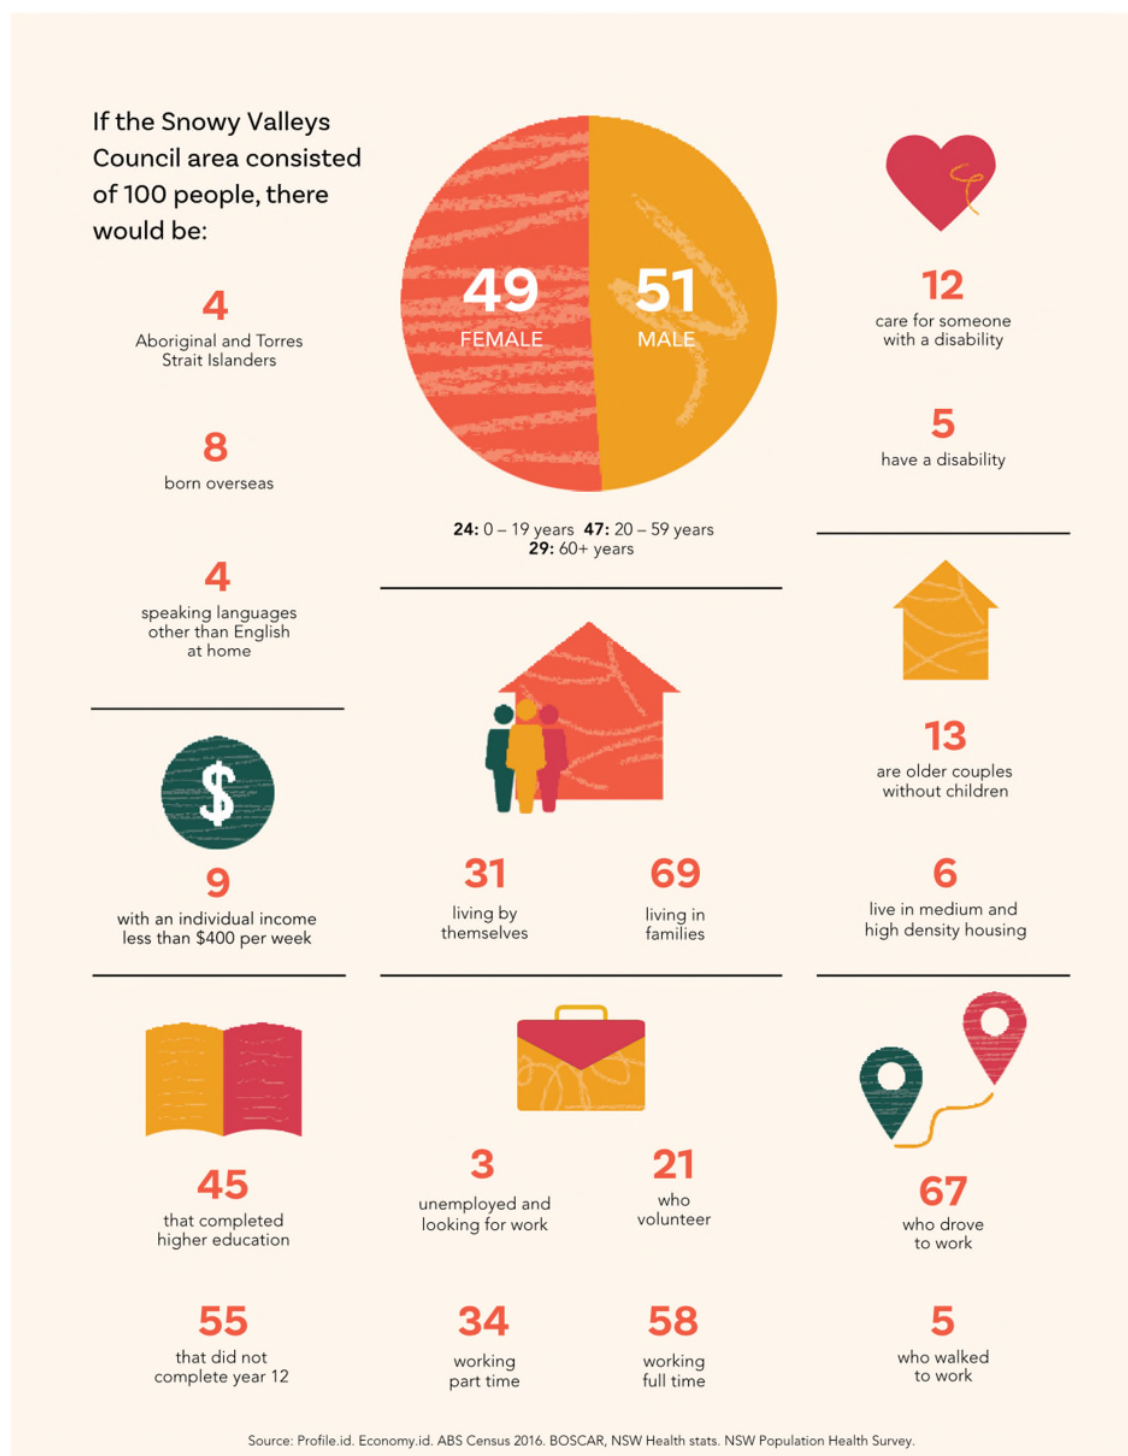 If the Snowy Valleys
Council area consisted
of 100 people, there
would be:
4
Aboriginal and Torres
Strait Islanders
8
born overseas
4
speaking languages
other than English
at home
49
FEMALE
51
MALE
24: 0 – 19 years 47: 20 – 59 years
29: 60+ years
12
care for someone
with a disability
5
have a disability
$
9
with an individual income
less than $400 per week
31
living by
themselves
69
living in
families
13
are older couples
without children
6
live in medium and
high density housing
45
that completed
higher education
55
that did not
complete year 12
3
unemployed and
looking for work
21
who
volunteer
34
working
part time
58
working
full time
67
who drove
to work
5
who walked
to work
Source: Profile.id. Economy.id. ABS Census 2016. BOSCAR, NSW Health stats. NSW Population Health Survey.